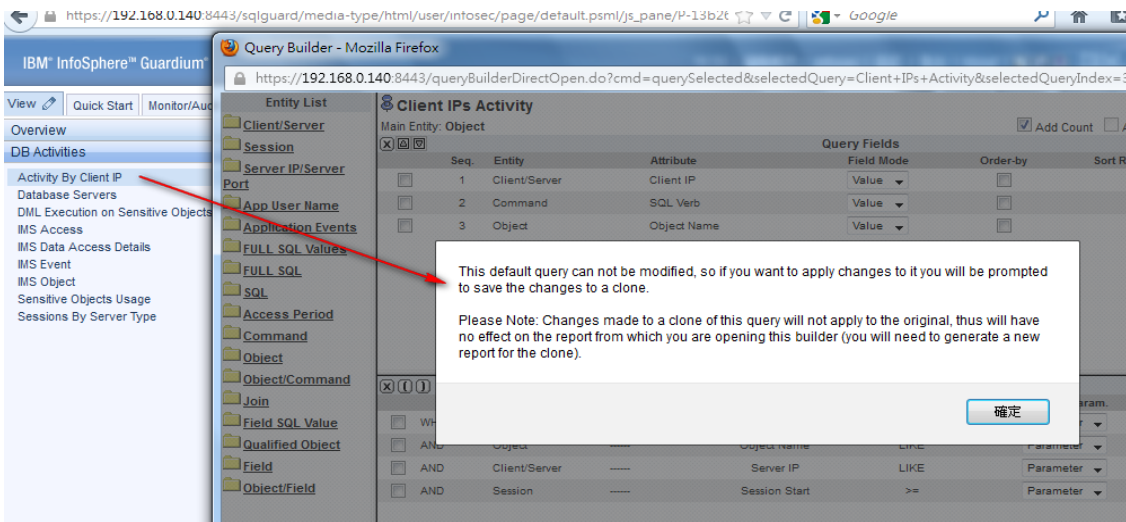 https://192.168.0.140:8443/sqlguard/media-type/html/user/infosec/page/default.psml/js_pane/P-13b26
Google
IBM® InfoSphere™ Guardium®
View
Quick Start
Overview
DB Activities
Activity By Client IP
Database Servers
DML Execution on Sensitive Objects
IMS Access
IMS Data Access Details
IMS Event
IMS Object
Sensitive Objects Usage
Sessions By Server Type
Query Builder - Mozilla Firefox
https://192.168.0.140:8443/queryBuilderDirectOpen.do?cmd=querySelected&selectedQuery=Client+IPs+Activity&selectedQueryIndex=3
Entity List
Client/Server
Session
Server IP/Server
Port
App User Name
Application Events
FULL SQL Values
FULL SQL
SQL
Access Period
Command
Object
Object/Command
Join
Field SQL Value
Qualified Object
Field
Object/Field
Client IPs Activity
Main Entity: Object
Add Count
Query Fields
Seq. Entity Attribute Field Mode Order-by
1 Client/Server Client IP Value
2 Command SQL Verb Value
3 Object Object Name Value
This default query can not be modified, so if you want to apply changes to it you will be prompted
to save the changes to a clone.
Please Note: Changes made to a clone of this query will not apply to the original, thus will have
no effect on the report from which you are opening this builder (you will need to generate a new
report for the clone).
確定
AND Object ------ Object Name LIKE Parameter
AND Client/Server ------ Server IP LIKE Parameter
AND Session ------ Session Start >= Parameter